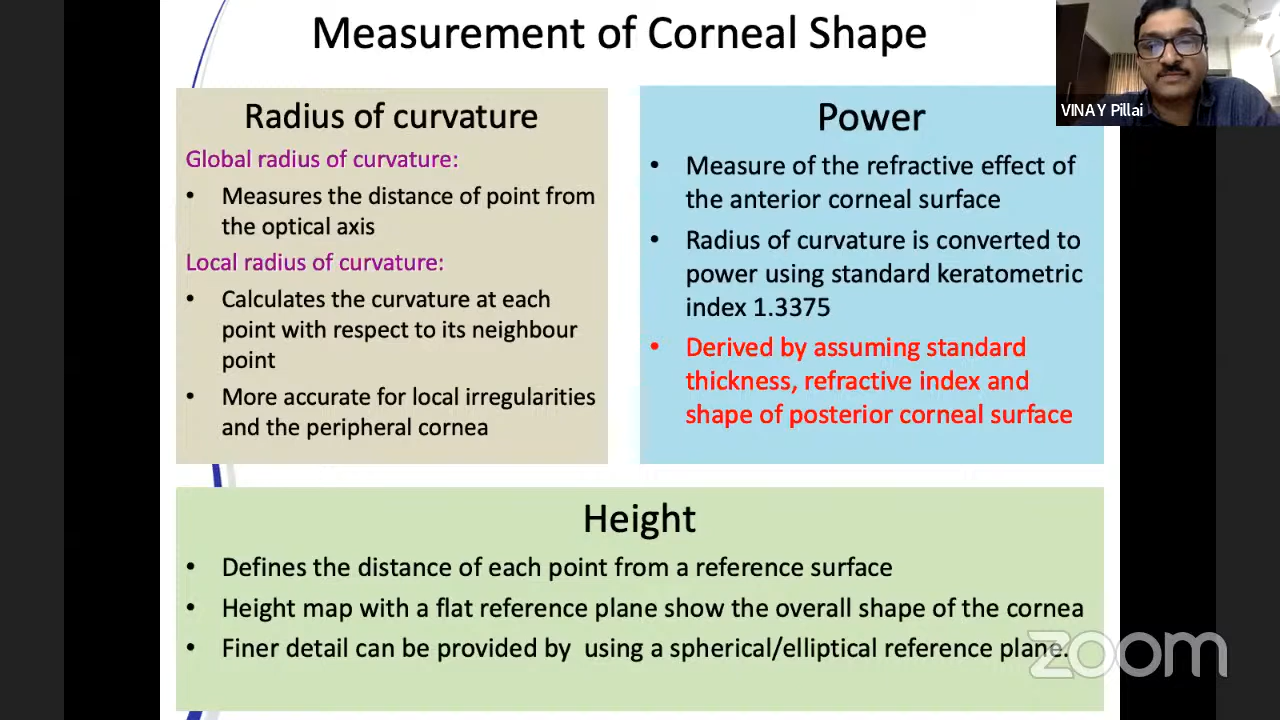 Measurement of Corneal Shape
VINAY Pillai
Radius of curvature
Global radius of curvature:
• Measures the distance of point from
the optical axis
Local radius of curvature:
• Calculates the curvature at each
point with respect to its neighbour
point
• More accurate for local irregularities
and the peripheral cornea
Power
• Measure of the refractive effect of
the anterior corneal surface
• Radius of curvature is converted to
power using standard keratometric
index 1.3375
• Derived by assuming standard
thickness, refractive index and
shape of posterior corneal surface
Height
• Defines the distance of each point from a reference surface
• Height map with a flat reference plane show the overall shape of the cornea
• Finer detail can be provided by using a spherical/elliptical reference plane.
zoom